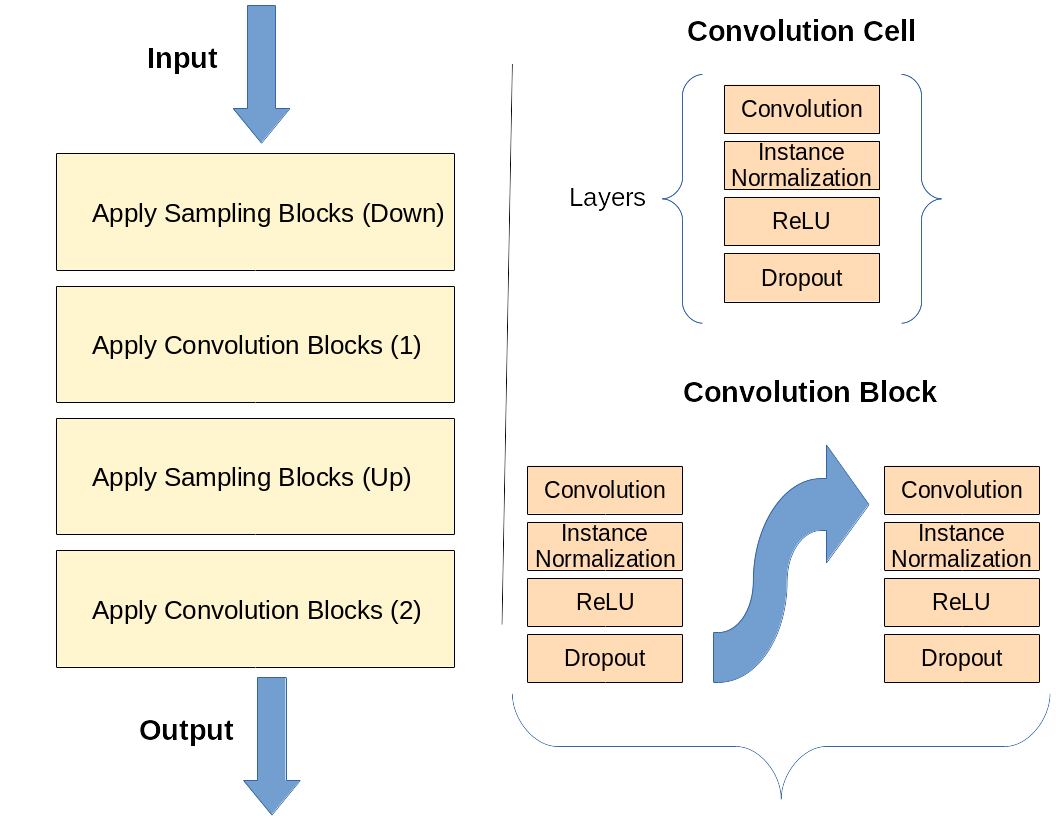 Input
Apply Sampling Blocks (Down)
Apply Convolution Blocks (1)
Apply Sampling Blocks (Up)
Apply Convolution Blocks (2)
Output
Convolution Cell
Layers
Convolution
Instance
Normalization
ReLU
Dropout
Convolution Block
Convolution
Instance
Normalization
ReLU
Dropout
Convolution
Instance
Normalization
ReLU
Dropout